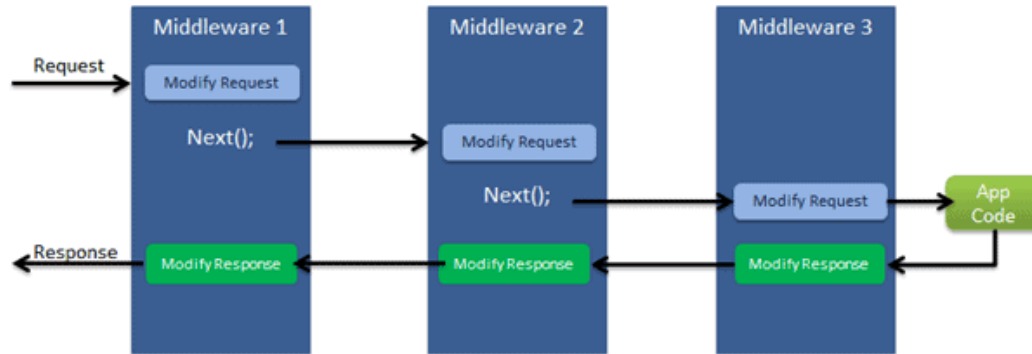 Middleware 1
Middleware 2
Middleware 3
Request
Modify Request
Next();
Modify Request
Next();
Modify Request
App
Code
Response
Modify Response
Modify Response
Modify Response